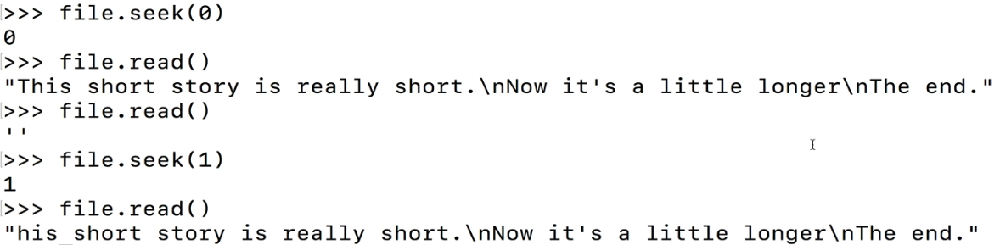 >>> file.seek(0)
0
>>> file.read()
"This short story is really short.\nNow it's a little longer\nThe end."
>>> file.read()
''
>>> file.seek(1)
1
>>> file.read()
"his short story is really short.\nNow it's a little longer\nThe end."